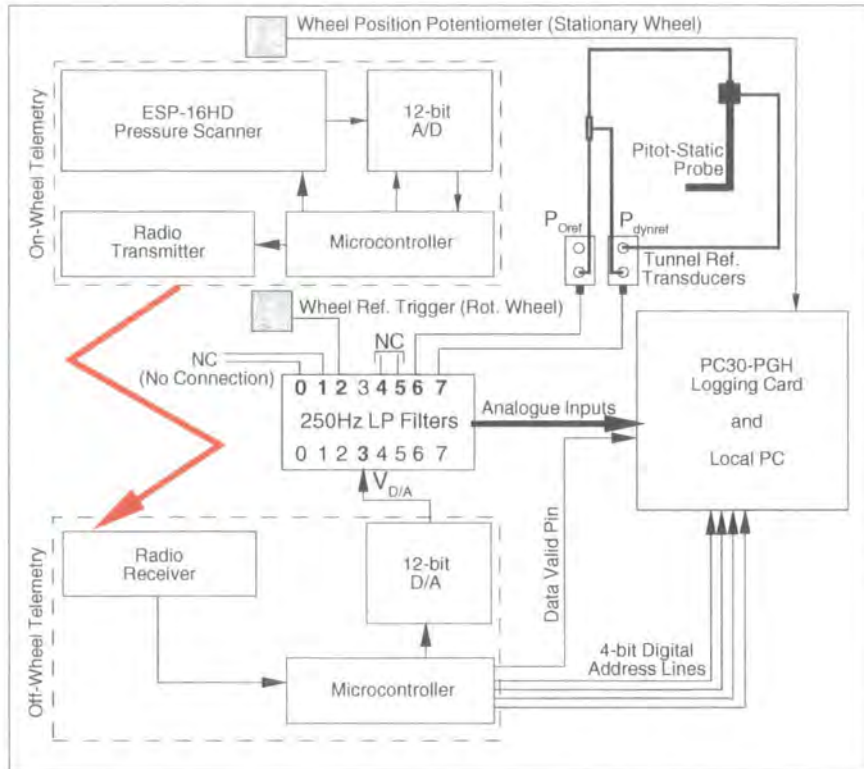 Wheel Position Potentiometer (Stationary Wheel)
On-Wheel Telemetry
ESP-16HD
Pressure Scanner
12-bit
A/D
Radio
Transmitter
Microcontroller
Pitot-Static
Probe
P0ref
Pdynref
Tunnel Ref.
Transducers
Wheel Ref. Trigger (Rot. Wheel)
NC
(No Connection)
NC
0 1 2 3 4 5 6 7
250Hz LP Filters
0 1 2 3 4 5 6 7
Analogue Inputs
PC30-PGH
Logging Card
and
Local PC
VD/A
Off-Wheel Telemetry
Radio
Receiver
12-bit
D/A
Microcontroller
Data Valid Pin
4-bit Digital
Address Lines